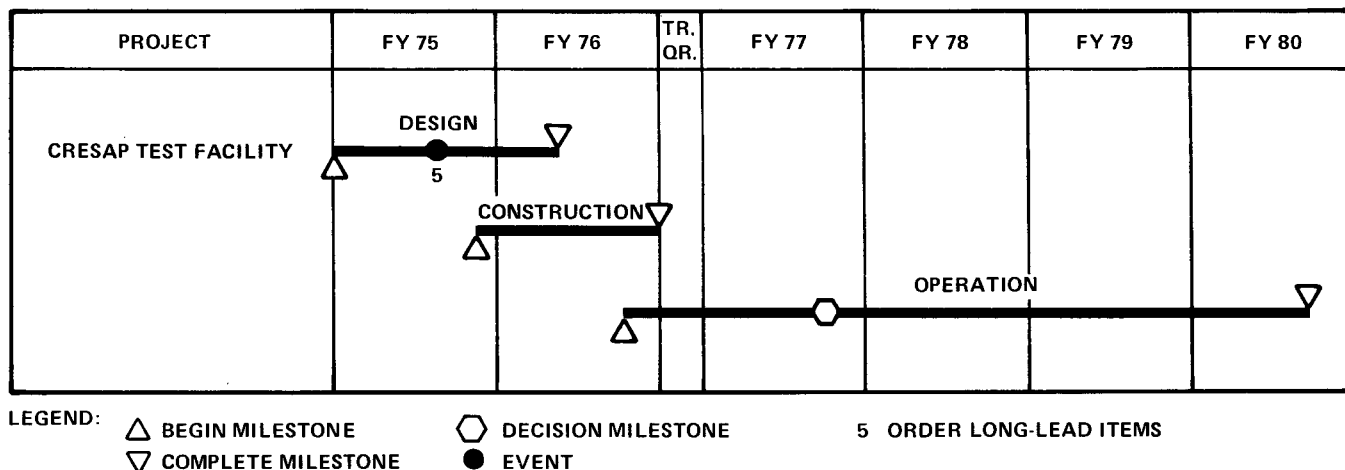 PROJECT FY 75 FY 76 TR. QR. FY 77 FY 78 FY 79 FY 80
DESIGN
CRESAP TEST FACILITY
5
CONSTRUCTION
OPERATION
LEGEND: BEGIN MILESTONE DECISION MILESTONE 5 ORDER LONG-LEAD ITEMS
COMPLETE MILESTONE EVENT